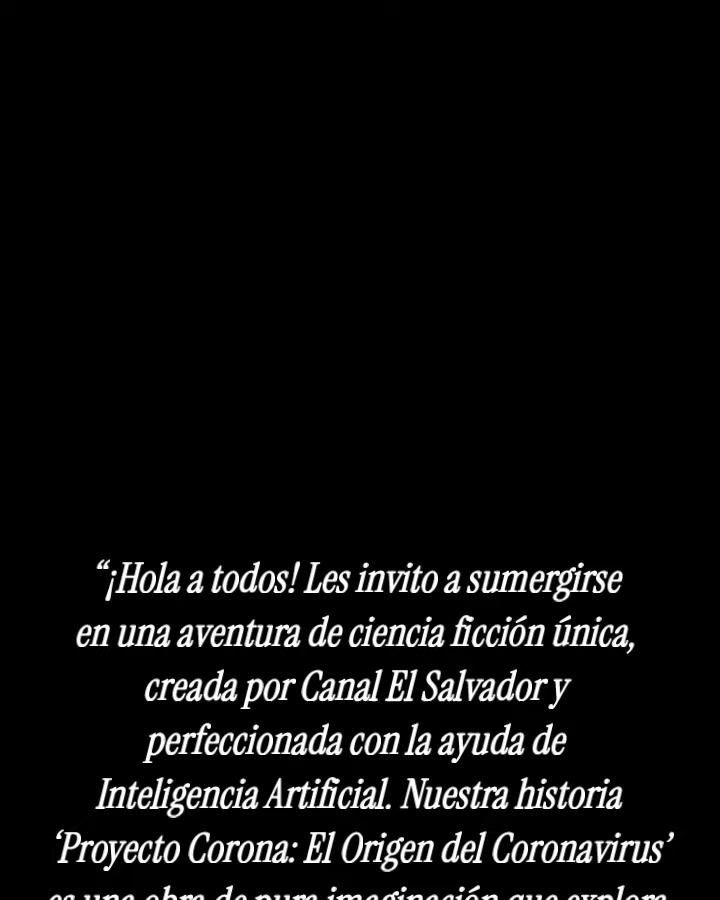 “¡Hola a todos! Les invito a sumergirse
en una aventura de ciencia ficción única,
creada por Canal El Salvador y
perfeccionada con la ayuda de
Inteligencia Artificial. Nuestra historia
‘Proyecto Corona: El Origen del Coronavirus’
es una obra de pura imaginación que explora